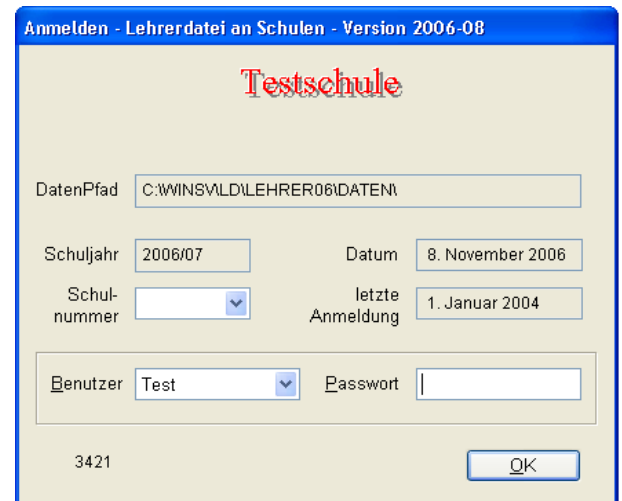 Anmelden - Lehrerdatei an Schulen - Version 2006-08
Testschule
DatenPfad C:\WINSV\LD\LEHRER06\DATEN\
Schuljahr 2006/07 Datum 8. November 2006
Schul-
nummer
letzte
Anmeldung
1. Januar 2004
Benutzer Test Passwort
3421 OK